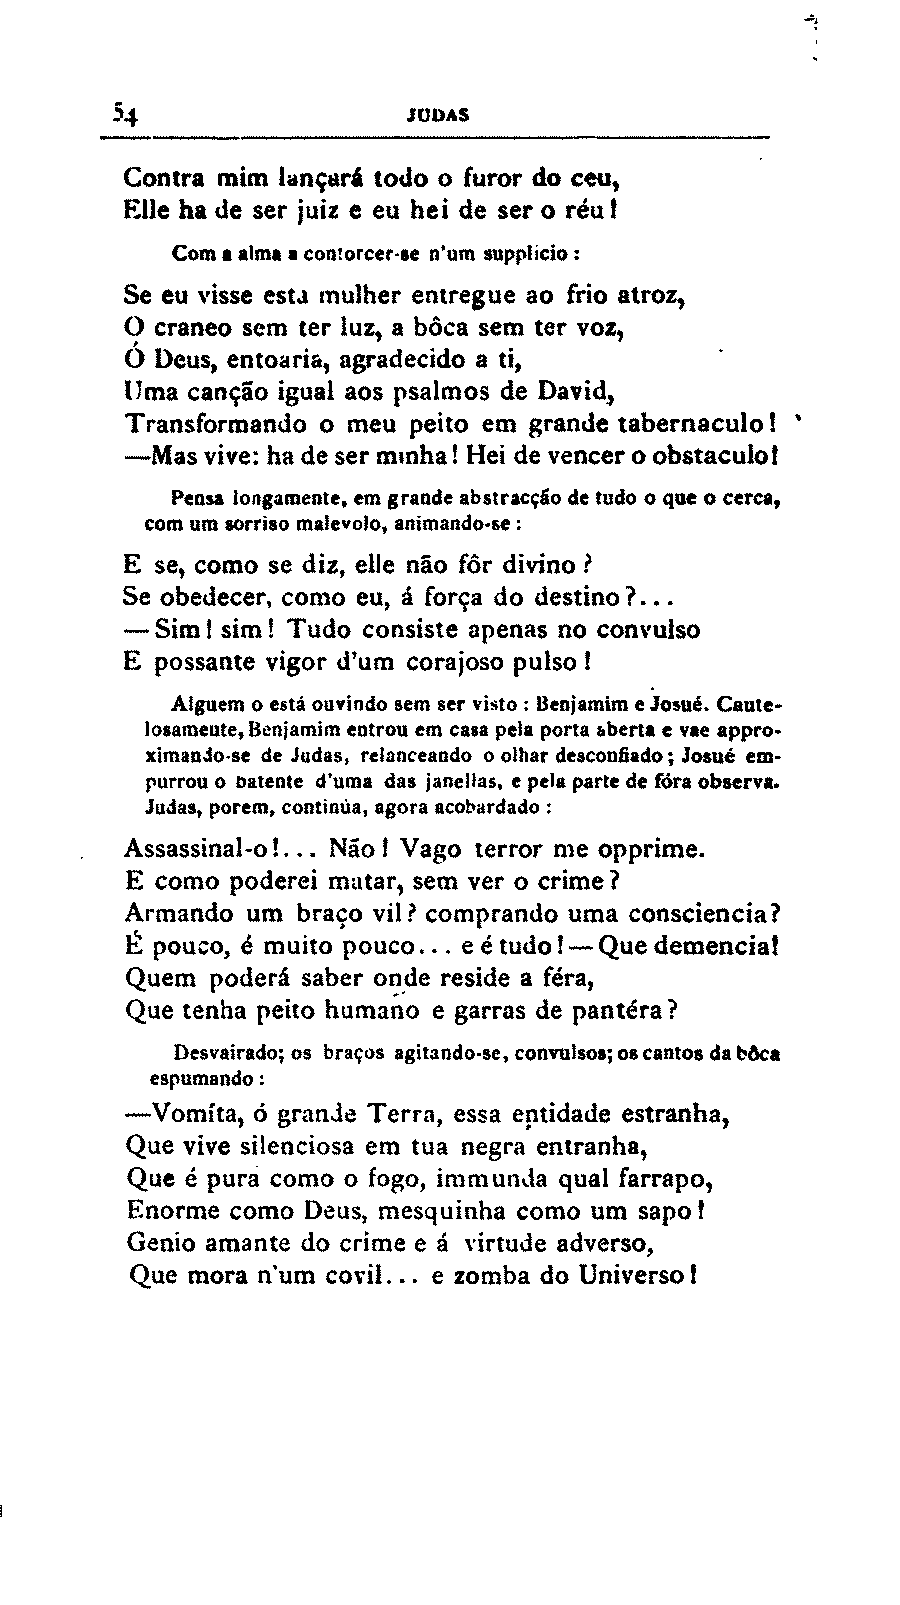 54 JUDAS
Contra mim lançará todo o furor do ceu,
Elle ha de ser juiz e eu hei de ser o réu!
Com a alma a contorcer-se n'um supplicio:
Se eu visse esta mulher entregue ao frio atroz,
O craneo sem ter luz, a bôca sem ter voz,
Ó Deus, entoaria, agradecido a ti,
Uma canção igual aos psalmos de David,
Transformando o meu peito em grande tabernaculo!
—Mas vive: ha de ser minha! Hei de vencer o obstaculo!
Pensa longamente, em grande abstracção de tudo o que o cerca,
com um sorriso malevolo, animando-se:
E se, como se diz, elle não fôr divino?
Se obedecer, como eu, á força do destino?...
—Sim! sim! Tudo consiste apenas no convulso
E possante vigor d'um corajoso pulso!
Alguem o está ouvindo sem ser visto: Benjamim e Josué. Caute-
losamente, Benjamim entrou em casa pela porta aberta e vae appro-
ximando-se de Judas, relanceando o olhar desconfiado; Josué em-
purrou o batente d'uma das janellas, e pela parte de fóra observa.
Judas, porem, continúa, agora acobardado:
Assassinal-o!... Não! Vago terror me opprime.
E como poderei matar, sem ver o crime?
Armando um braço vil? comprando uma consciencia?
É pouco, é muito pouco... e é tudo!—Que demencia!
Quem poderá saber onde reside a féra,
Que tenha peito humano e garras de pantéra?
Desvairado; os braços agitando-se, convulsos; os cantos da bôca
espumando:
—Vomíta, ó grande Terra, essa entidade estranha,
Que vive silenciosa em tua negra entranha,
Que é pura como o fogo, immunda qual farrapo,
Enorme como Deus, mesquinha como um sapo!
Genio amante do crime e á virtude adverso,
Que mora n'um covil... e zomba do Universo!